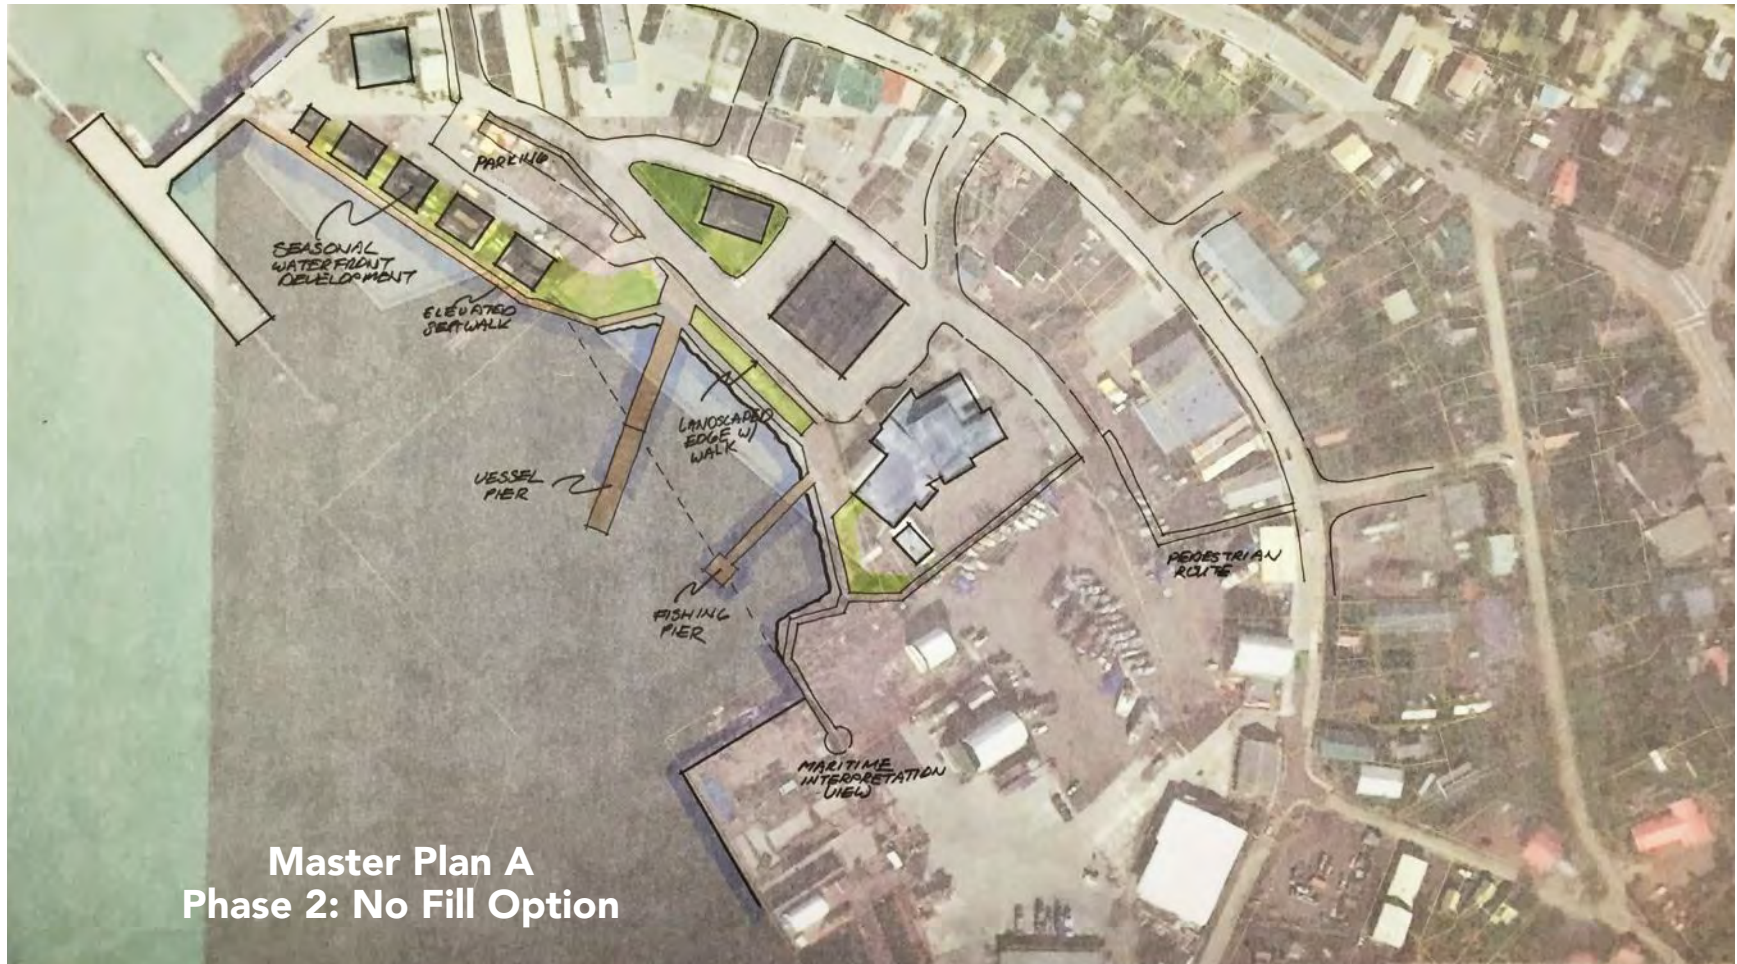 PARKING
SEASONAL
WATERFRONT
DEVELOPMENT
ELEVATED
SEAWALK
LANDSCAPED
EDGE W/
WALK
VESSEL
PIER
FISHING
PIER
PEDESTRIAN
ROUTE
MARITIME
INTERPRETATION
VIEW
Master Plan A
Phase 2: No Fill Option